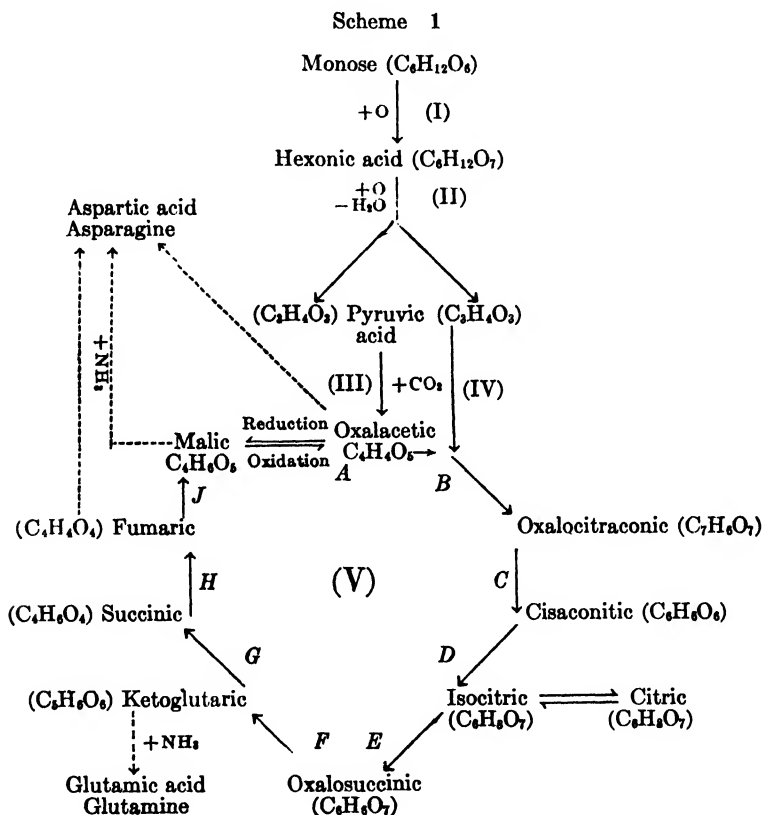 Scheme 1
Monose (C₆H₁₂O₆)
+O (I)
Hexonic acid (C₆H₁₂O₇)
+O
−H₂O (II)
Aspartic acid
Asparagine
(C₃H₄O₃) Pyruvic (C₃H₄O₃)
acid
+NH₃
(III) +CO₂ (IV)
Reduction
Oxalacetic
Malic
C₄H₆O₅
Oxidation
C₄H₄O₅
A
B
J
(C₄H₄O₄) Fumaric
Oxalocitraconic (C₇H₆O₇)
H
(V)
C
(C₄H₆O₄) Succinic
Cisaconitic (C₆H₆O₆)
G
D
(C₅H₆O₅) Ketoglutaric
Isocitric
(C₆H₈O₇)
Citric
(C₆H₈O₇)
+NH₃
F
E
Glutamic acid
Glutamine
Oxalosuccinic
(C₆H₆O₇)